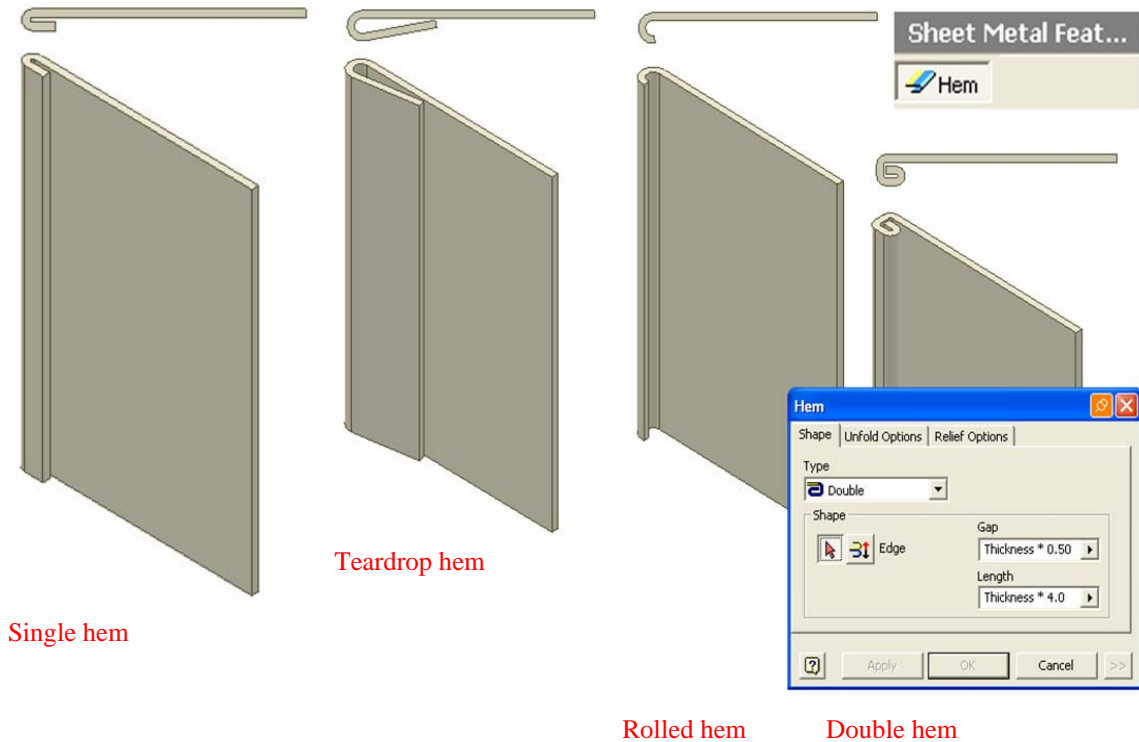 Sheet Metal Feat...
Hem
Hem
Shape Unfold Options Relief Options
Type
Double
Shape
Gap
Edge
Thickness * 0.50
Length
Thickness * 4.0
Apply OK Cancel >>
Teardrop hem
Single hem
Rolled hem Double hem